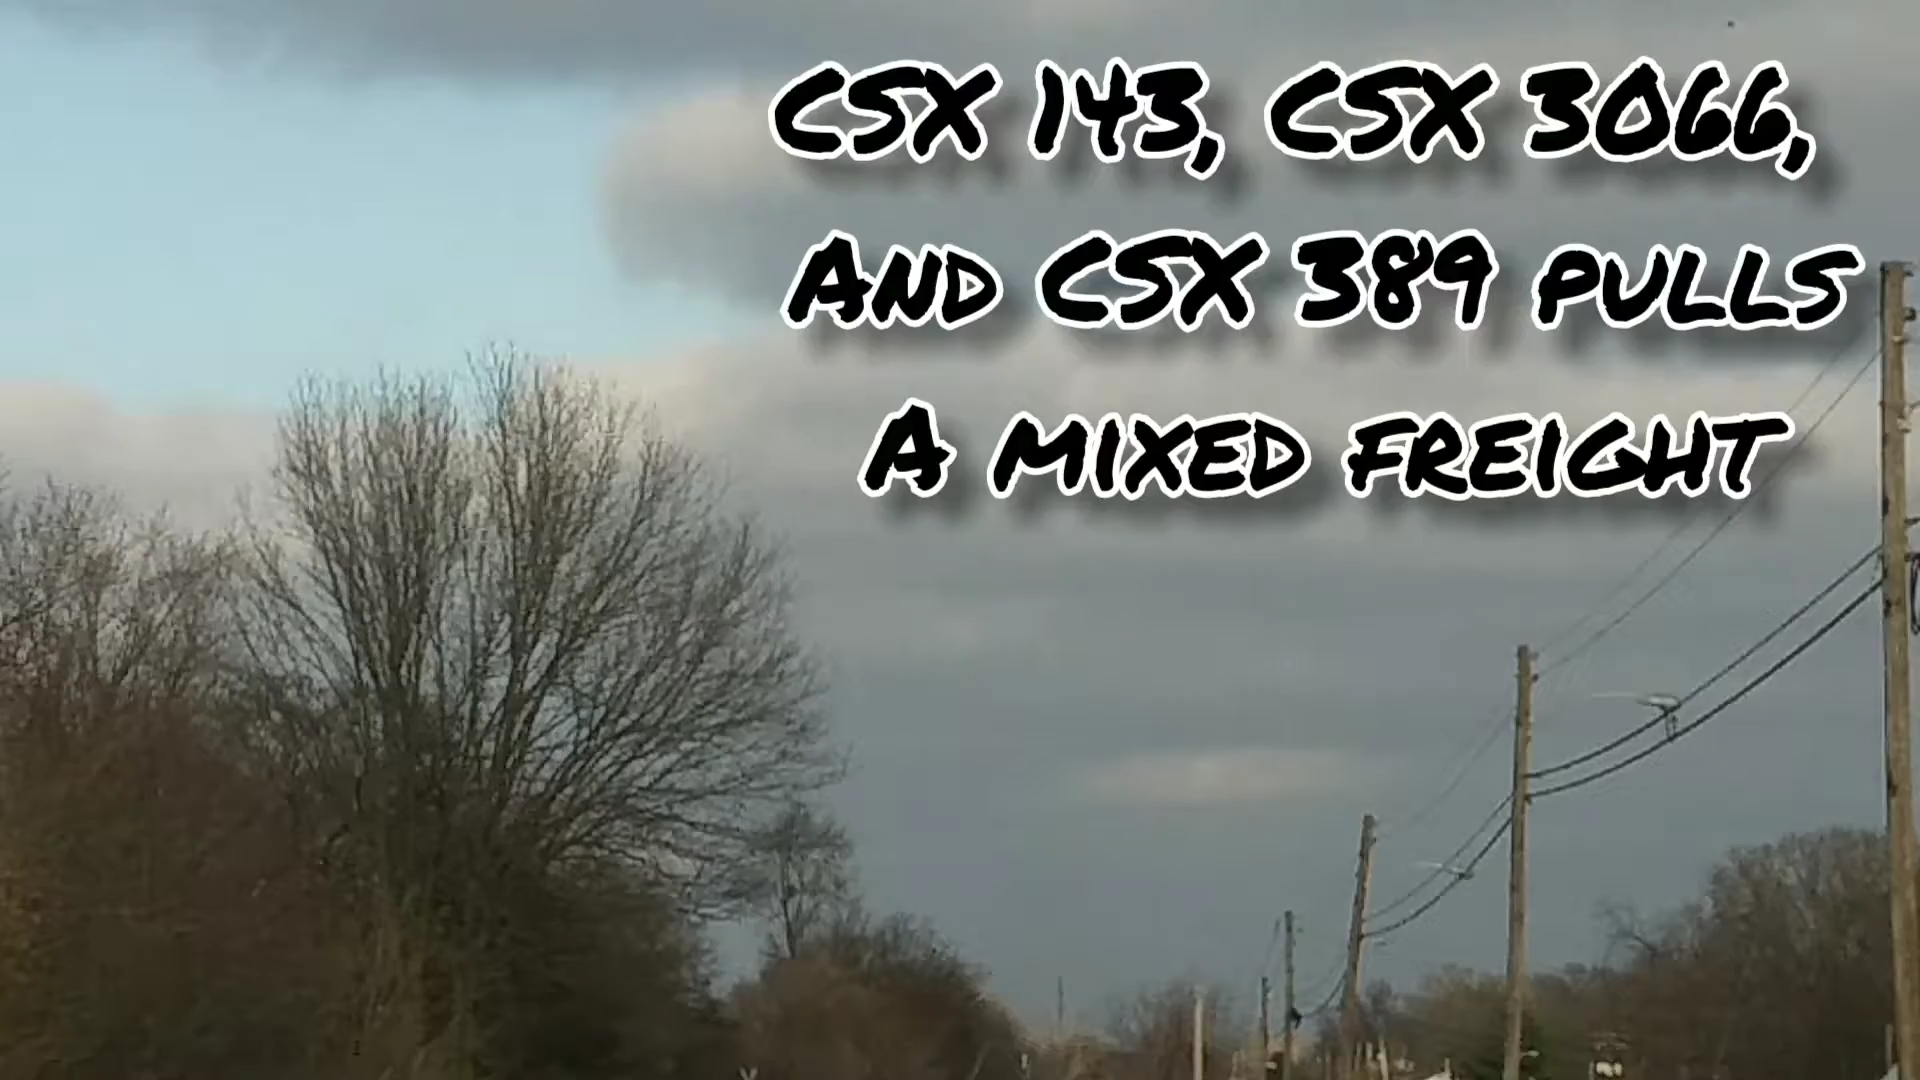 CSX 143, CSX 3066,
And CSX 389 pulls
A mixed freight